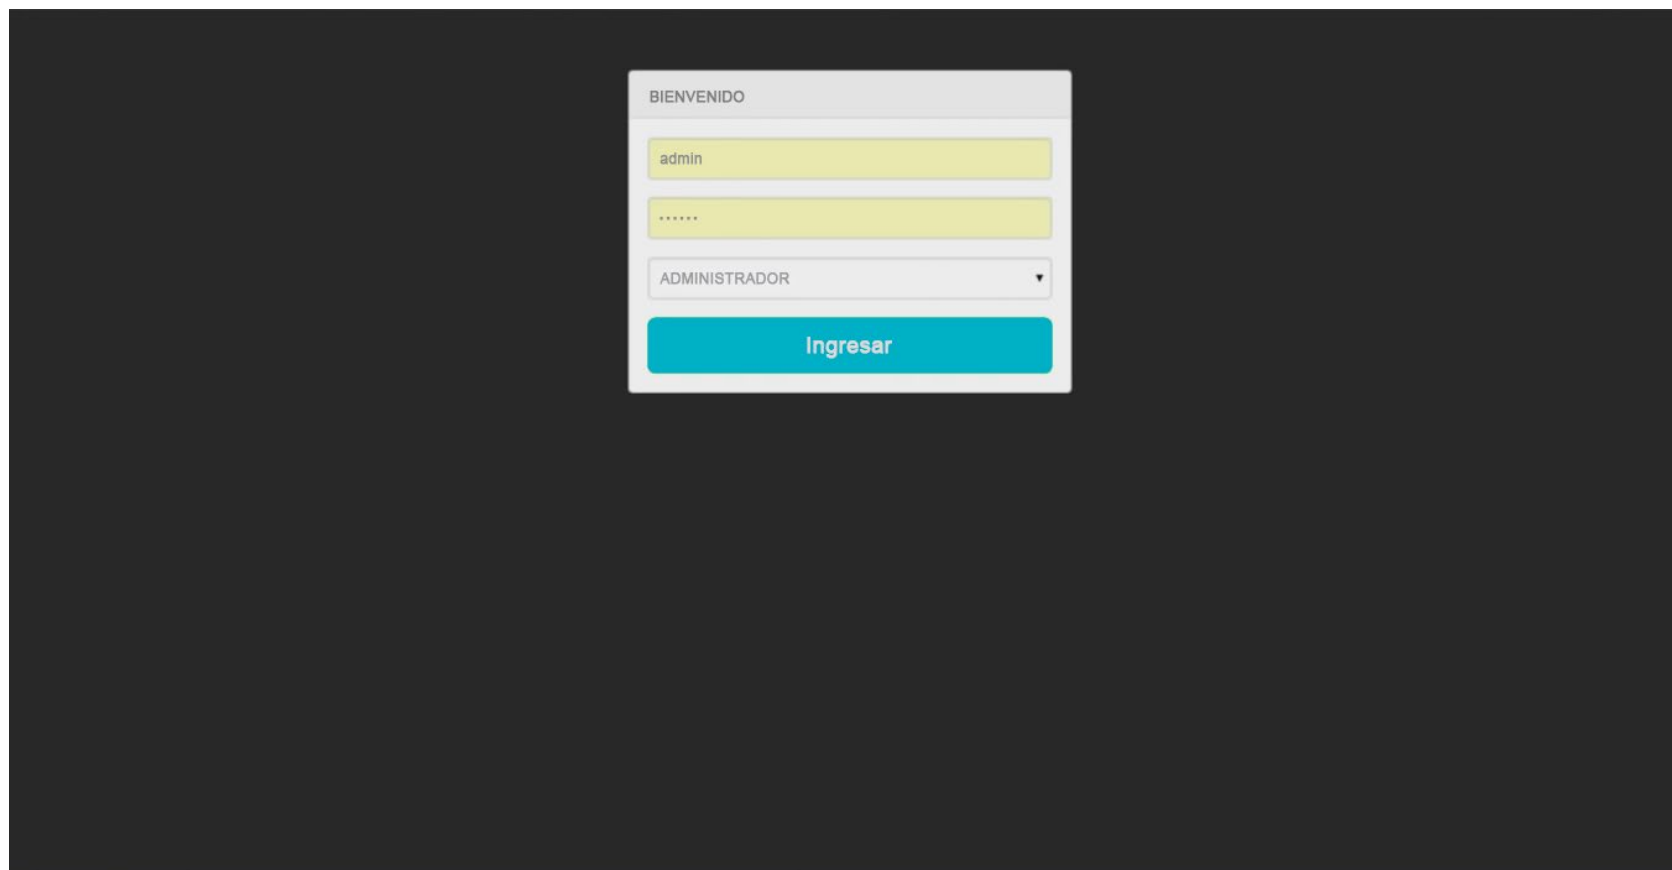 BIENVENIDO
admin
••••••
ADMINISTRADOR
Ingresar